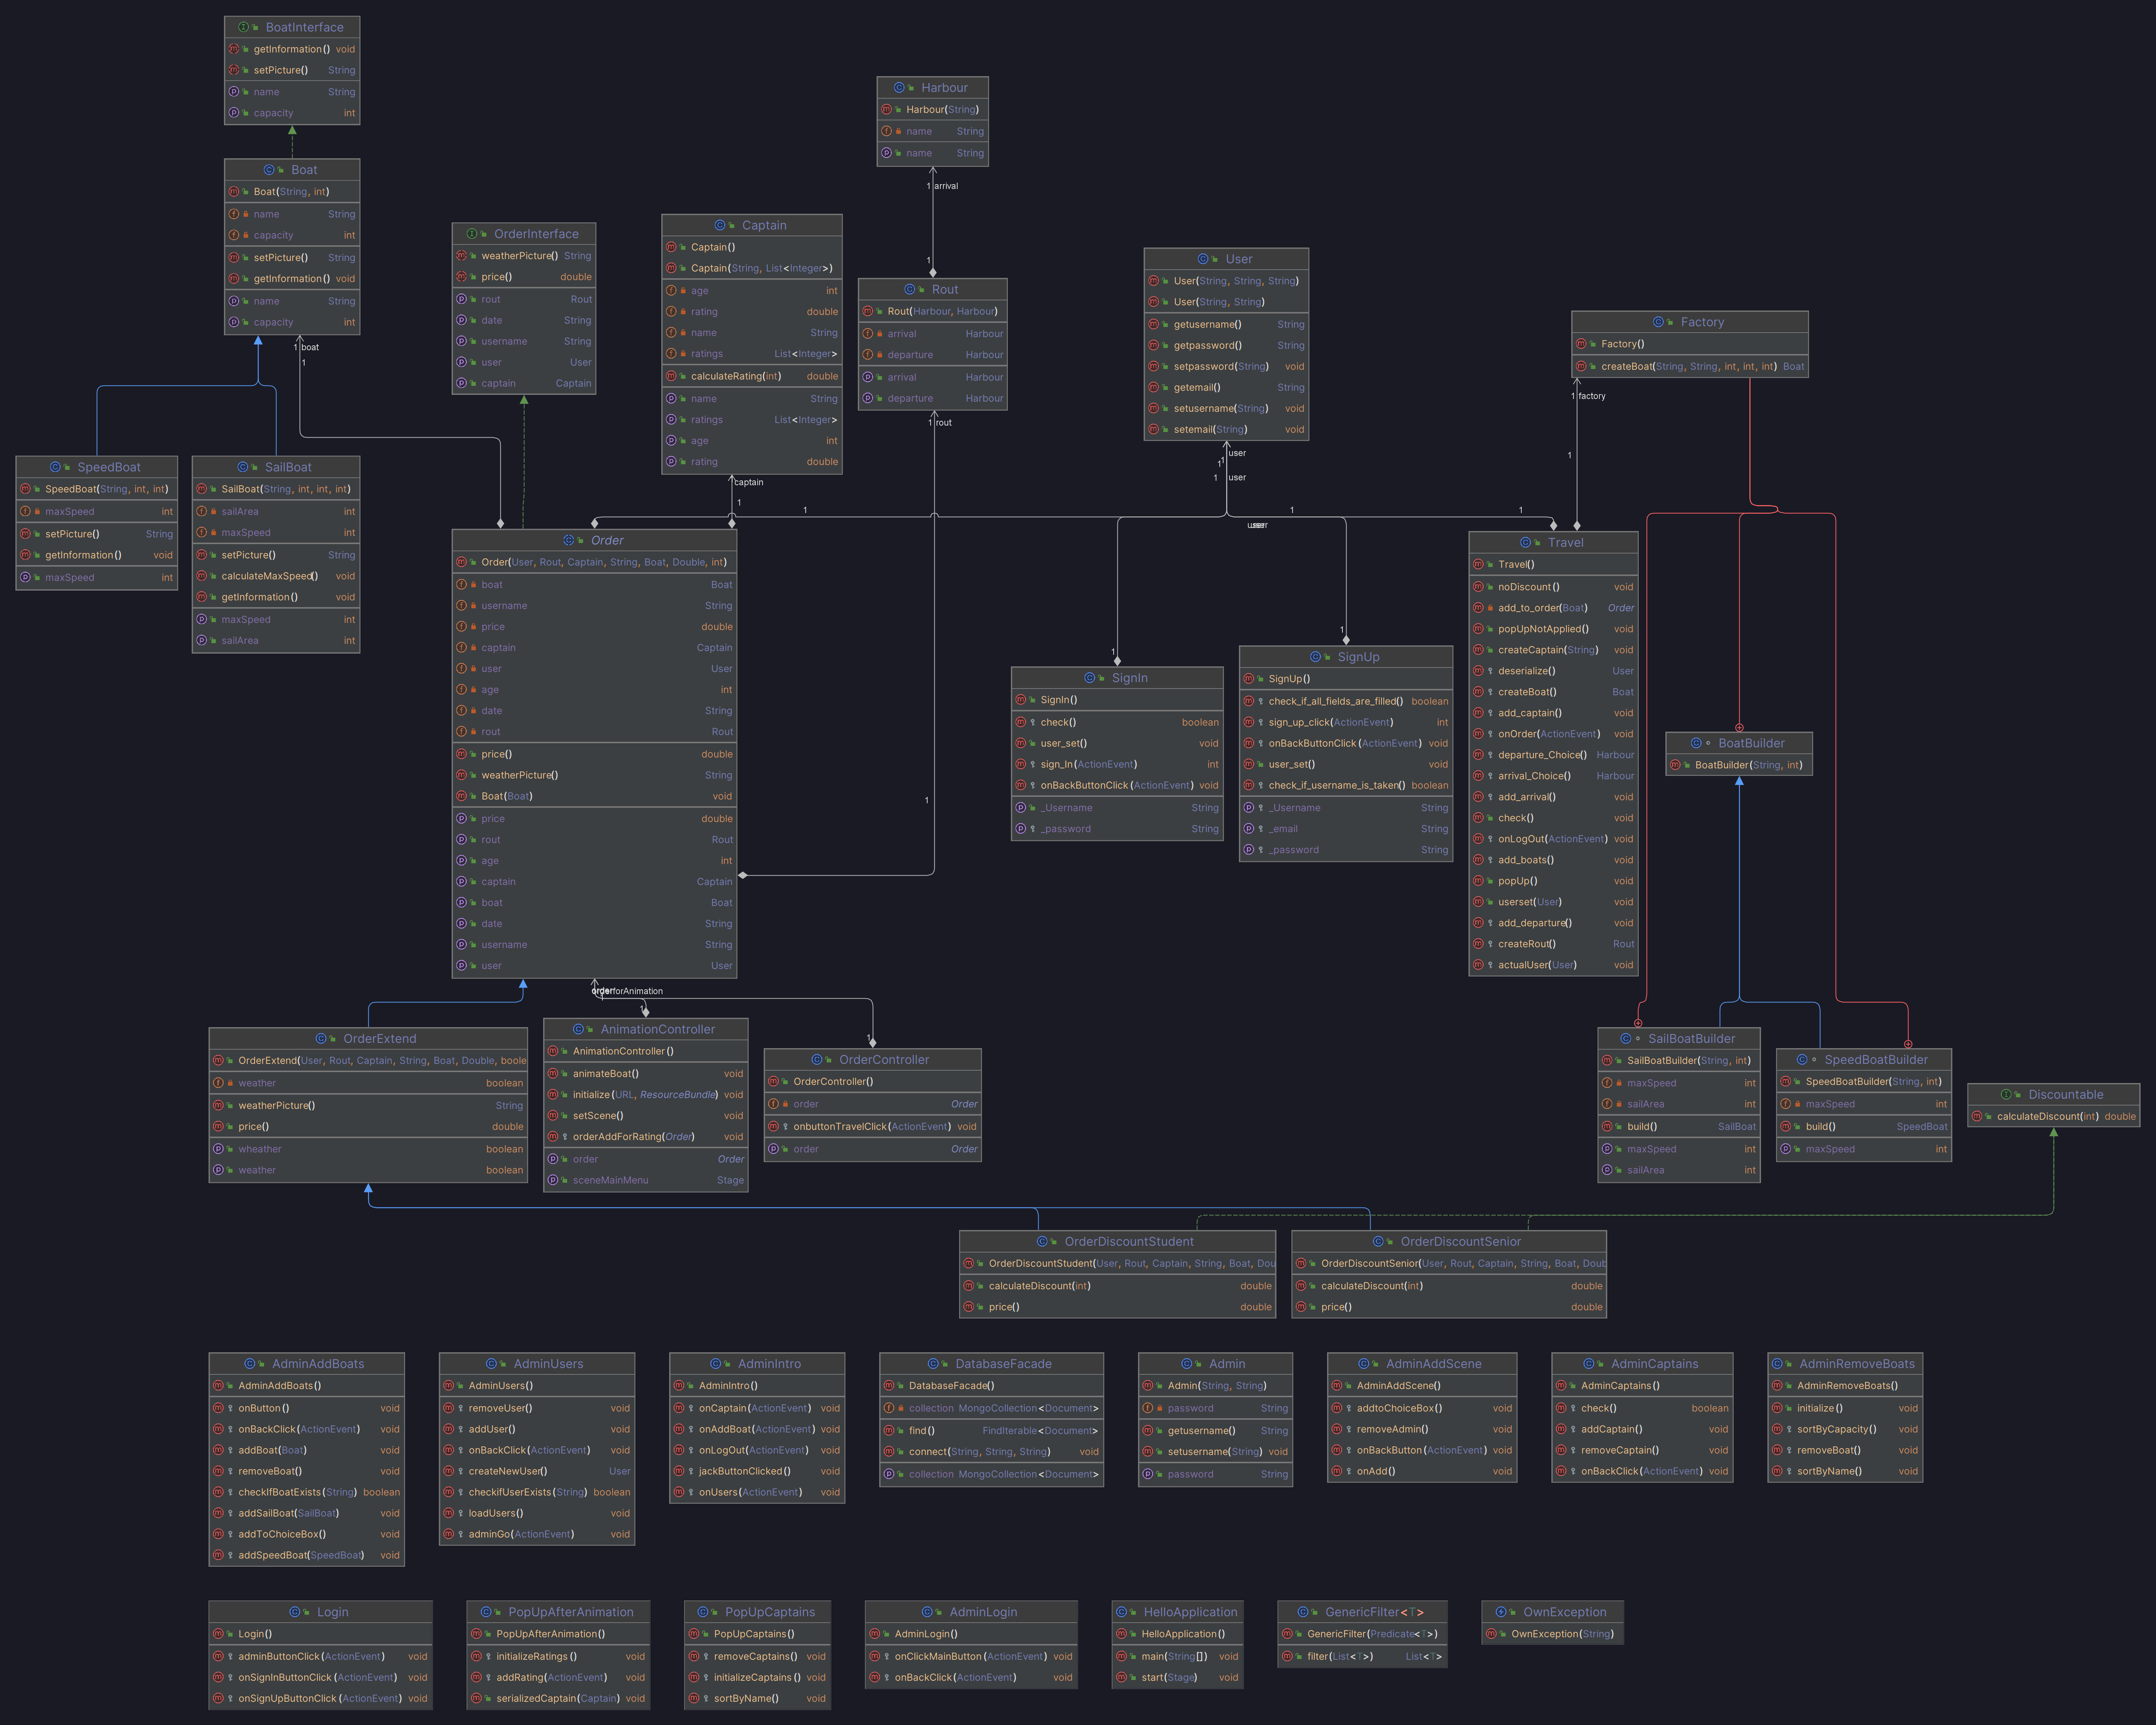 BoatInterface
getInformation() void
setPicture() String
name String
capacity int
Boat
Boat(String, int)
name String
capacity int
setPicture() String
getInformation() void
name String
capacity int
1 boat
1
SpeedBoat
SpeedBoat(String, int, int)
maxSpeed int
setPicture() String
getInformation() void
maxSpeed int
SailBoat
SailBoat(String, int, int, int)
sailArea int
maxSpeed int
setPicture() String
calculateMaxSpeed() void
getInformation() void
maxSpeed int
sailArea int
OrderInterface
weatherPicture() String
price() double
rout Rout
date String
username String
user User
captain Captain
Captain
Captain()
Captain(String, List<Integer>)
age int
rating double
name String
ratings List<Integer>
calculateRating(int) double
name String
ratings List<Integer>
age int
rating double
captain
1
Harbour
Harbour(String)
name String
name String
1 arrival
1
Rout
Rout(Harbour, Harbour)
arrival Harbour
departure Harbour
arrival Harbour
departure Harbour
1 rout
1
User
User(String, String, String)
User(String, String)
getusername() String
getpassword() String
setpassword(String) void
getemail() String
setusername(String) void
setemail(String) void
user
1
1
1 user
1
1
1
user
Factory
Factory()
createBoat(String, String, int, int, int) Boat
1 factory
1
Order
Order(User, Rout, Captain, String, Boat, Double, int)
boat Boat
username String
price double
captain Captain
user User
age int
date String
rout Rout
price() double
weatherPicture() String
Boat(Boat) void
price double
rout Rout
age int
captain Captain
boat Boat
date String
username String
user User
1
SignIn
SignIn()
check() boolean
user_set() void
sign_In(ActionEvent) int
onBackButtonClick(ActionEvent) void
_Username String
_password String
1
SignUp
SignUp()
check_if_all_fields_are_filled() boolean
sign_up_click(ActionEvent) int
onBackButtonClick(ActionEvent) void
user_set() void
check_if_username_is_taken() boolean
_Username String
_email String
_password String
Travel
Travel()
noDiscount() void
add_to_order(Boat) Order
popUpNotApplied() void
createCaptain(String) void
deserialize() User
createBoat() Boat
add_captain() void
onOrder(ActionEvent) void
departure_Choice() Harbour
arrival_Choice() Harbour
add_arrival() void
check() void
onLogOut(ActionEvent) void
add_boats() void
popUp() void
userset(User) void
add_departure() void
createRout() Rout
actualUser(User) void
BoatBuilder
BoatBuilder(String, int)
1
1
1
OrderExtend
OrderExtend(User, Rout, Captain, String, Boat, Double, boole
weather boolean
weatherPicture() String
price() double
wheather boolean
weather boolean
AnimationController
AnimationController()
animateBoat() void
initialize(URL, ResourceBundle) void
setScene() void
orderAddForRating(Order) void
order Order
sceneMainMenu Stage
OrderController
OrderController()
order Order
onbuttonTravelClick(ActionEvent) void
order Order
SailBoatBuilder
SailBoatBuilder(String, int)
maxSpeed int
sailArea int
build() SailBoat
maxSpeed int
sailArea int
SpeedBoatBuilder
SpeedBoatBuilder(String, int)
maxSpeed int
build() SpeedBoat
maxSpeed int
Discountable
calculateDiscount(int) double
OrderDiscountStudent
OrderDiscountStudent(User, Rout, Captain, String, Boat, Dou
calculateDiscount(int) double
price() double
OrderDiscountSenior
OrderDiscountSenior(User, Rout, Captain, String, Boat, Doub
calculateDiscount(int) double
price() double
AdminAddBoats
AdminAddBoats()
onButton() void
onBackClick(ActionEvent) void
addBoat(Boat) void
removeBoat() void
checkIfBoatExists(String) boolean
addSailBoat(SailBoat) void
addToChoiceBox() void
addSpeedBoat(SpeedBoat) void
AdminUsers
AdminUsers()
removeUser() void
addUser() void
onBackClick(ActionEvent) void
createNewUser() User
checkifUserExists(String) boolean
loadUsers() void
adminGo(ActionEvent) void
AdminIntro
AdminIntro()
onCaptain(ActionEvent) void
onAddBoat(ActionEvent) void
onLogOut(ActionEvent) void
jackButtonClicked() void
onUsers(ActionEvent) void
DatabaseFacade
DatabaseFacade()
collection MongoCollection<Document>
find() FindIterable<Document>
connect(String, String, String) void
collection MongoCollection<Document>
Admin
Admin(String, String)
password String
getusername() String
setusername(String) void
password String
AdminAddScene
AdminAddScene()
addtoChoiceBox() void
removeAdmin() void
onBackButton(ActionEvent) void
onAdd() void
AdminCaptains
AdminCaptains()
check() boolean
addCaptain() void
removeCaptain() void
onBackClick(ActionEvent) void
AdminRemoveBoats
AdminRemoveBoats()
initialize() void
sortByCapacity() void
removeBoat() void
sortByName() void
Login
Login()
adminButtonClick(ActionEvent) void
onSignInButtonClick(ActionEvent) void
onSignUpButtonClick(ActionEvent) void
PopUpAfterAnimation
PopUpAfterAnimation()
initializeRatings() void
addRating(ActionEvent) void
serializedCaptain(Captain) void
PopUpCaptains
PopUpCaptains()
removeCaptains() void
initializeCaptains() void
sortByName() void
AdminLogin
AdminLogin()
onClickMainButton(ActionEvent) void
onBackClick(ActionEvent) void
HelloApplication
HelloApplication()
main(String[]) void
start(Stage) void
GenericFilter<T>
GenericFilter(Predicate<T>)
filter(List<T>) List<T>
OwnException
OwnException(String)